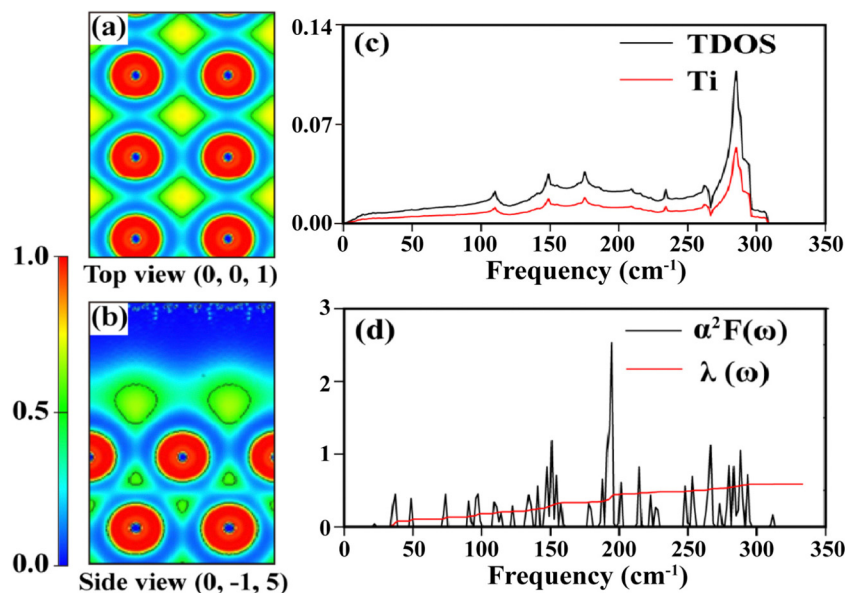 (a)
Top view (0, 0, 1)
1.0
0.5
0.0
(b)
Side view (0, -1, 5)
(c)
TDOS
Ti
0.14
0.07
0.00
0 50 100 150 200 250 300 350
Frequency (cm⁻¹)
(d)
α²F(ω)
λ (ω)
3
2
1
0
0 50 100 150 200 250 300 350
Frequency (cm⁻¹)